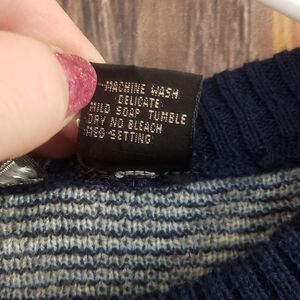 MACHINE WASH
DELICATE
MILD SOAP TUMBLE
DRY NO BLEACH
MED SETTING